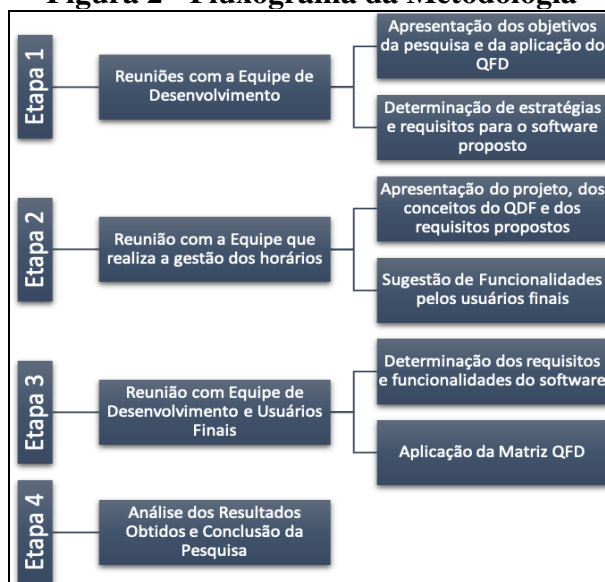 Figura 2 - Fluxograma da Metodologia
Etapa 1
Reuniões com a Equipe de
Desenvolvimento
Apresentação dos objetivos
da pesquisa e da aplicação do
QFD
Determinação de estratégias
e requisitos para o software
proposto
Etapa 2
Reunião com a Equipe que
realiza a gestão dos horários
Apresentação do projeto, dos
conceitos do QDF e dos
requisitos propostos
Sugestão de Funcionalidades
pelos usuários finais
Etapa 3
Reunião com Equipe de
Desenvolvimento e Usuários
Finais
Determinação dos requisitos
e funcionalidades do software
Aplicação da Matriz QFD
Etapa 4
Análise dos Resultados
Obtidos e Conclusão da
Pesquisa